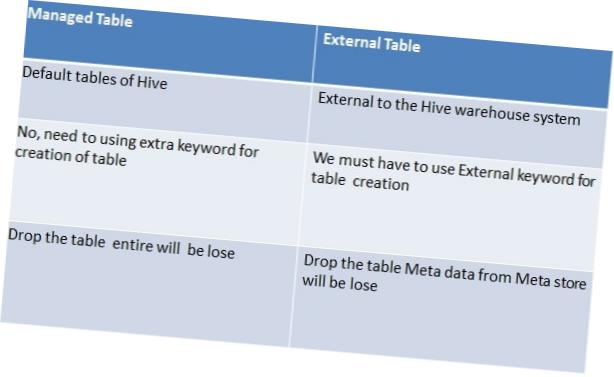 Managed Table
External Table
Default tables of Hive
External to the Hive warehouse system
No, need to using extra keyword for
creation of table
We must have to use External keyword for
table creation
Drop the table entire will be lose
Drop the table Meta data from Meta store
will be lose